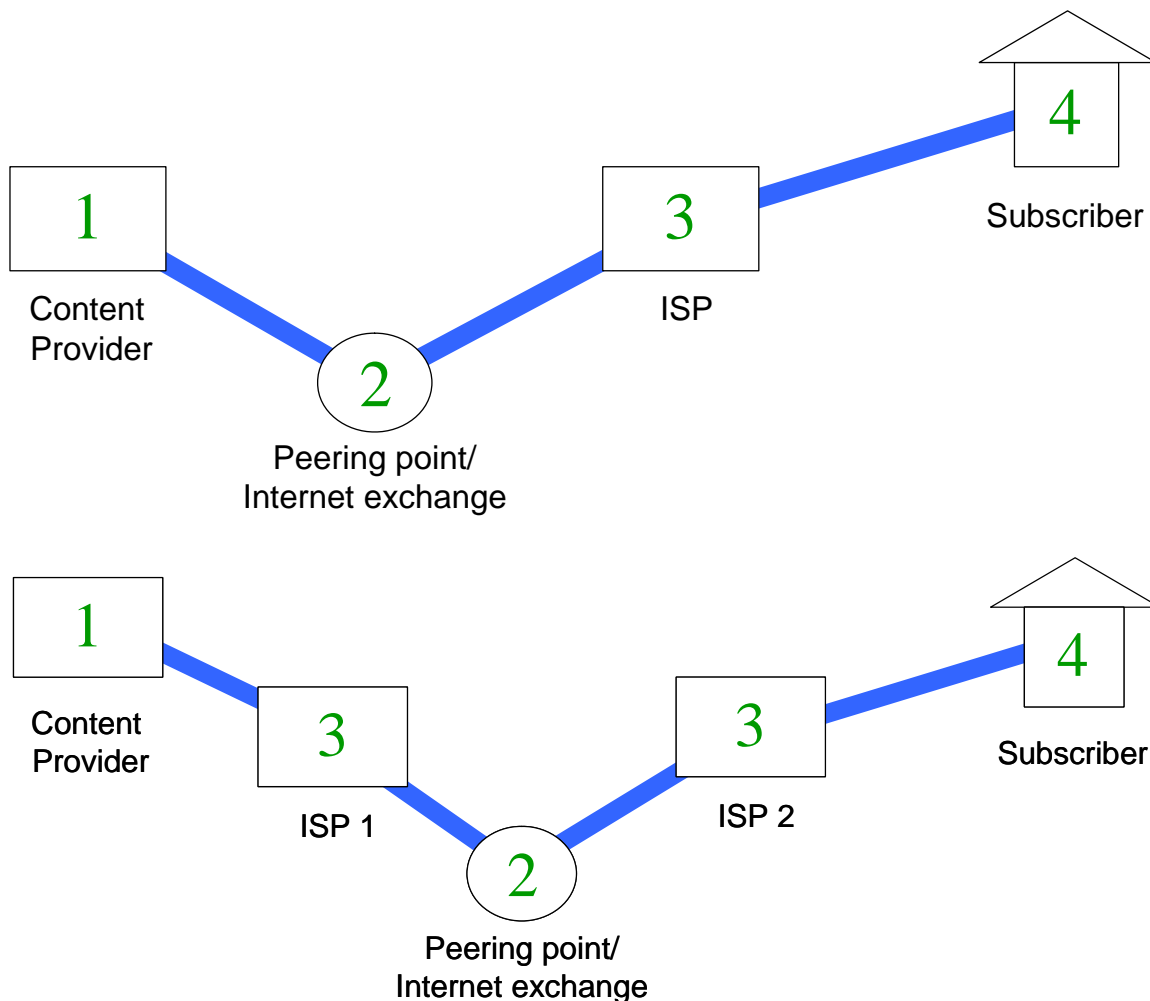 4
1
3
Subscriber
Content
Provider
ISP
2
Peering point/
Internet exchange
4
1
3
3
Content
Provider
Subscriber
ISP 1
ISP 2
2
Peering point/
Internet exchange